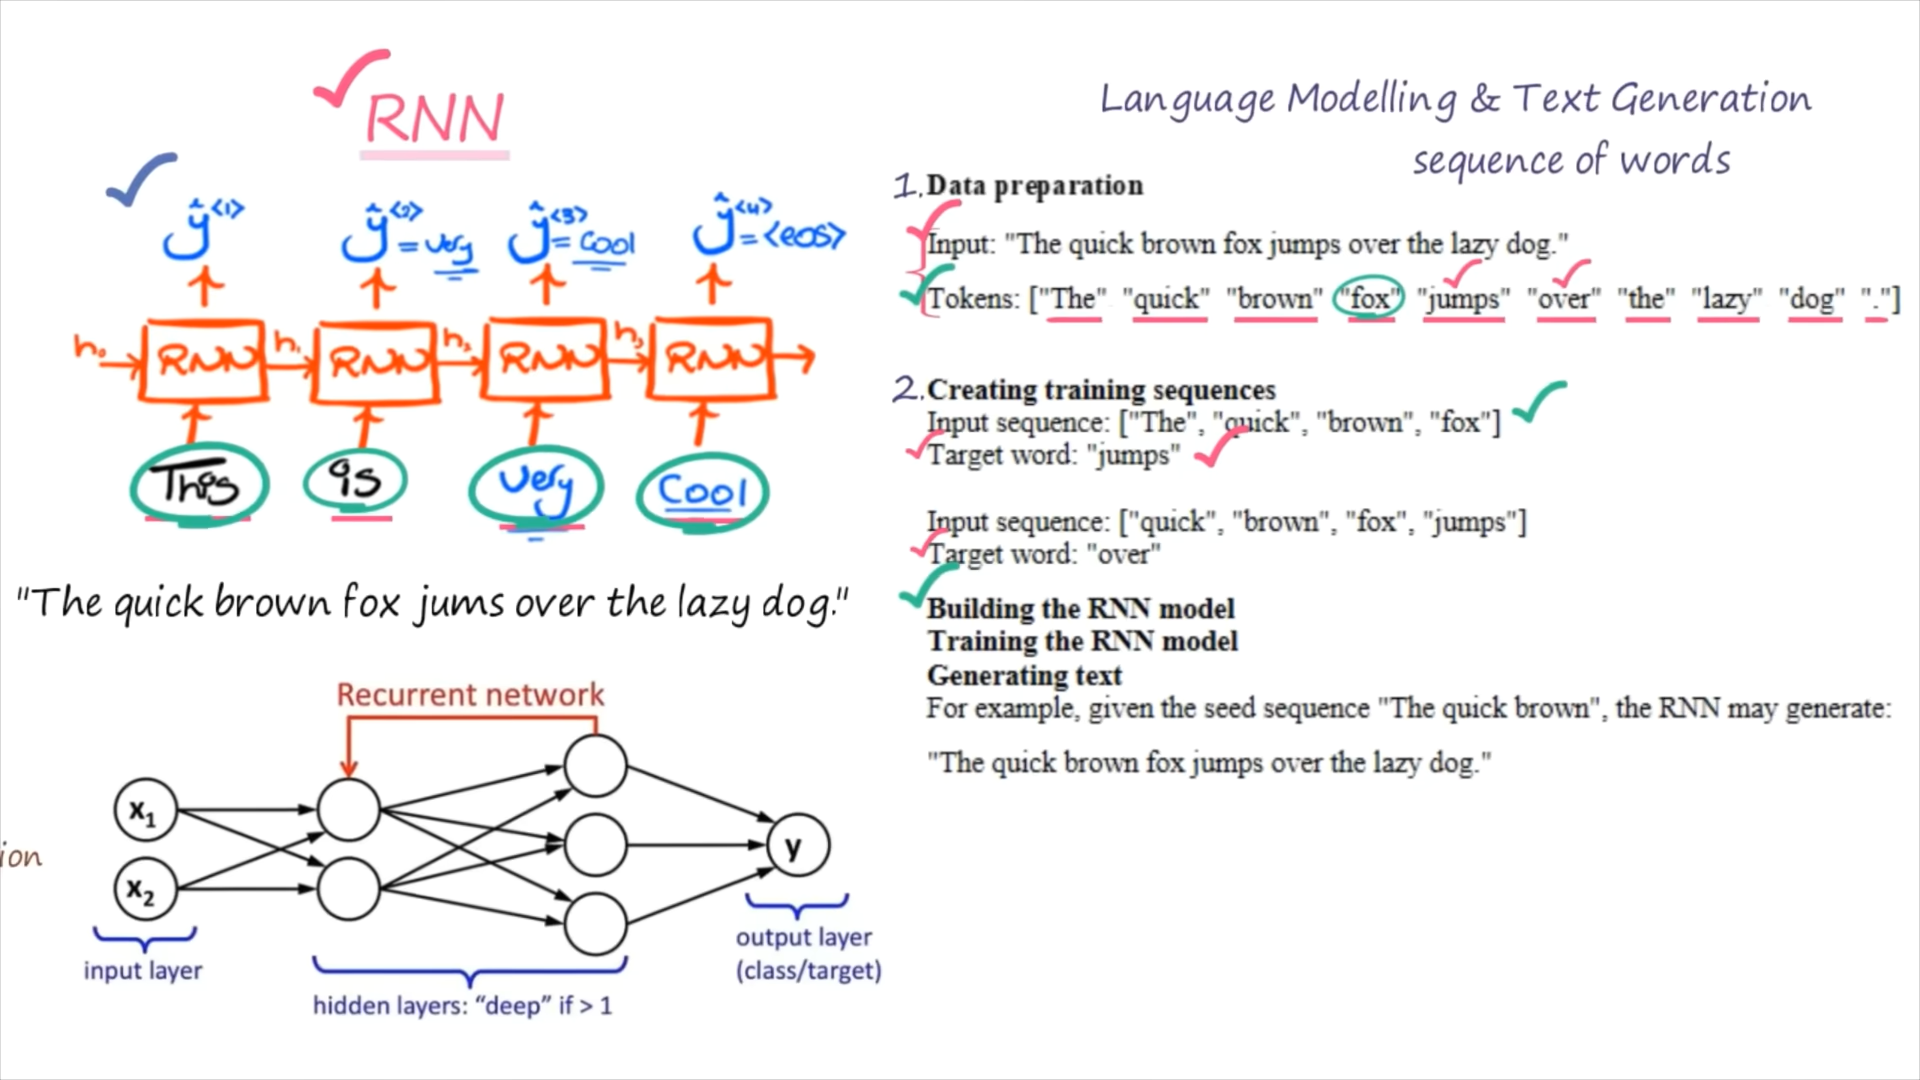 RNN
ŷ<1>
ŷ<2> = very
ŷ<3> = Cool
ŷ<4> = <eos>
h₀ RNN h₁ RNN h₂ RNN h₃ RNN
This is very Cool
"The quick brown fox jums over the lazy dog."
Recurrent network
x₁
x₂
y
ion
input layer
hidden layers: “deep” if > 1
output layer
(class/target)
Language Modelling & Text Generation
sequence of words
1. Data preparation
Input: "The quick brown fox jumps over the lazy dog."
Tokens: ["The" "quick" "brown" "fox" "jumps" "over" "the" "lazy" "dog" "."]
2. Creating training sequences
Input sequence: ["The", "quick", "brown", "fox"]
Target word: "jumps"
Input sequence: ["quick", "brown", "fox", "jumps"]
Target word: "over"
Building the RNN model
Training the RNN model
Generating text
For example, given the seed sequence "The quick brown", the RNN may generate:
"The quick brown fox jumps over the lazy dog."